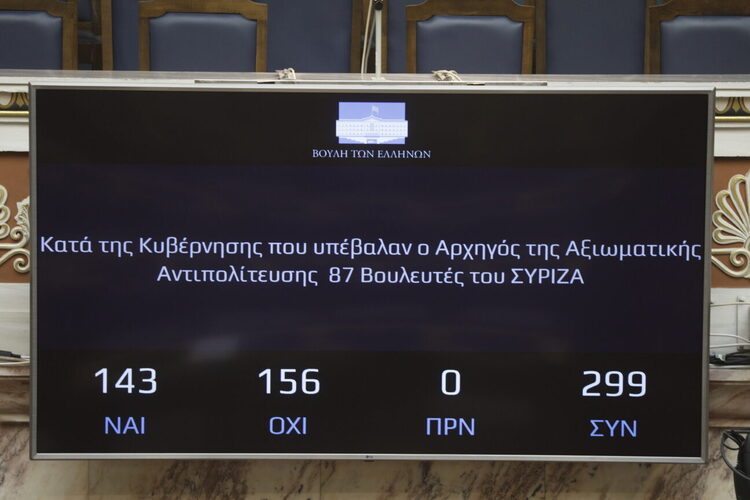 ΒΟΥΛΗ ΤΩΝ ΕΛΛΗΝΩΝ
Κατά της Κυβέρνησης που υπέβαλαν ο Αρχηγός της Αξιωματικής
Αντιπολίτευσης 87 Βουλευτές του ΣΥΡΙΖΑ
143 156 0 299
ΝΑΙ ΟΧΙ ΠΡΝ ΣΥΝ
LG